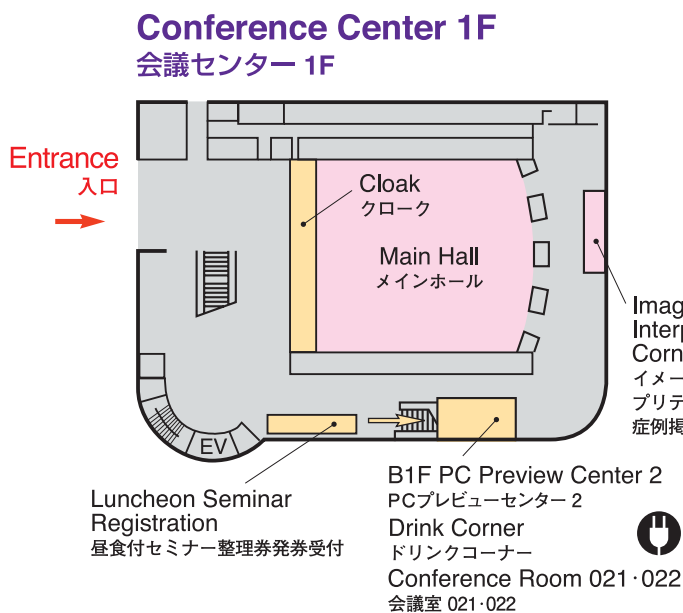 Conference Center 1F
会議センター 1F
Entrance
入口
Cloak
クローク
Main Hall
メインホール
EV
Luncheon Seminar
Registration
昼食付セミナー整理券発券受付
B1F PC Preview Center 2
PCプレビューセンター 2
Drink Corner
ドリンクコーナー
Conference Room 021·022
会議室 021·022